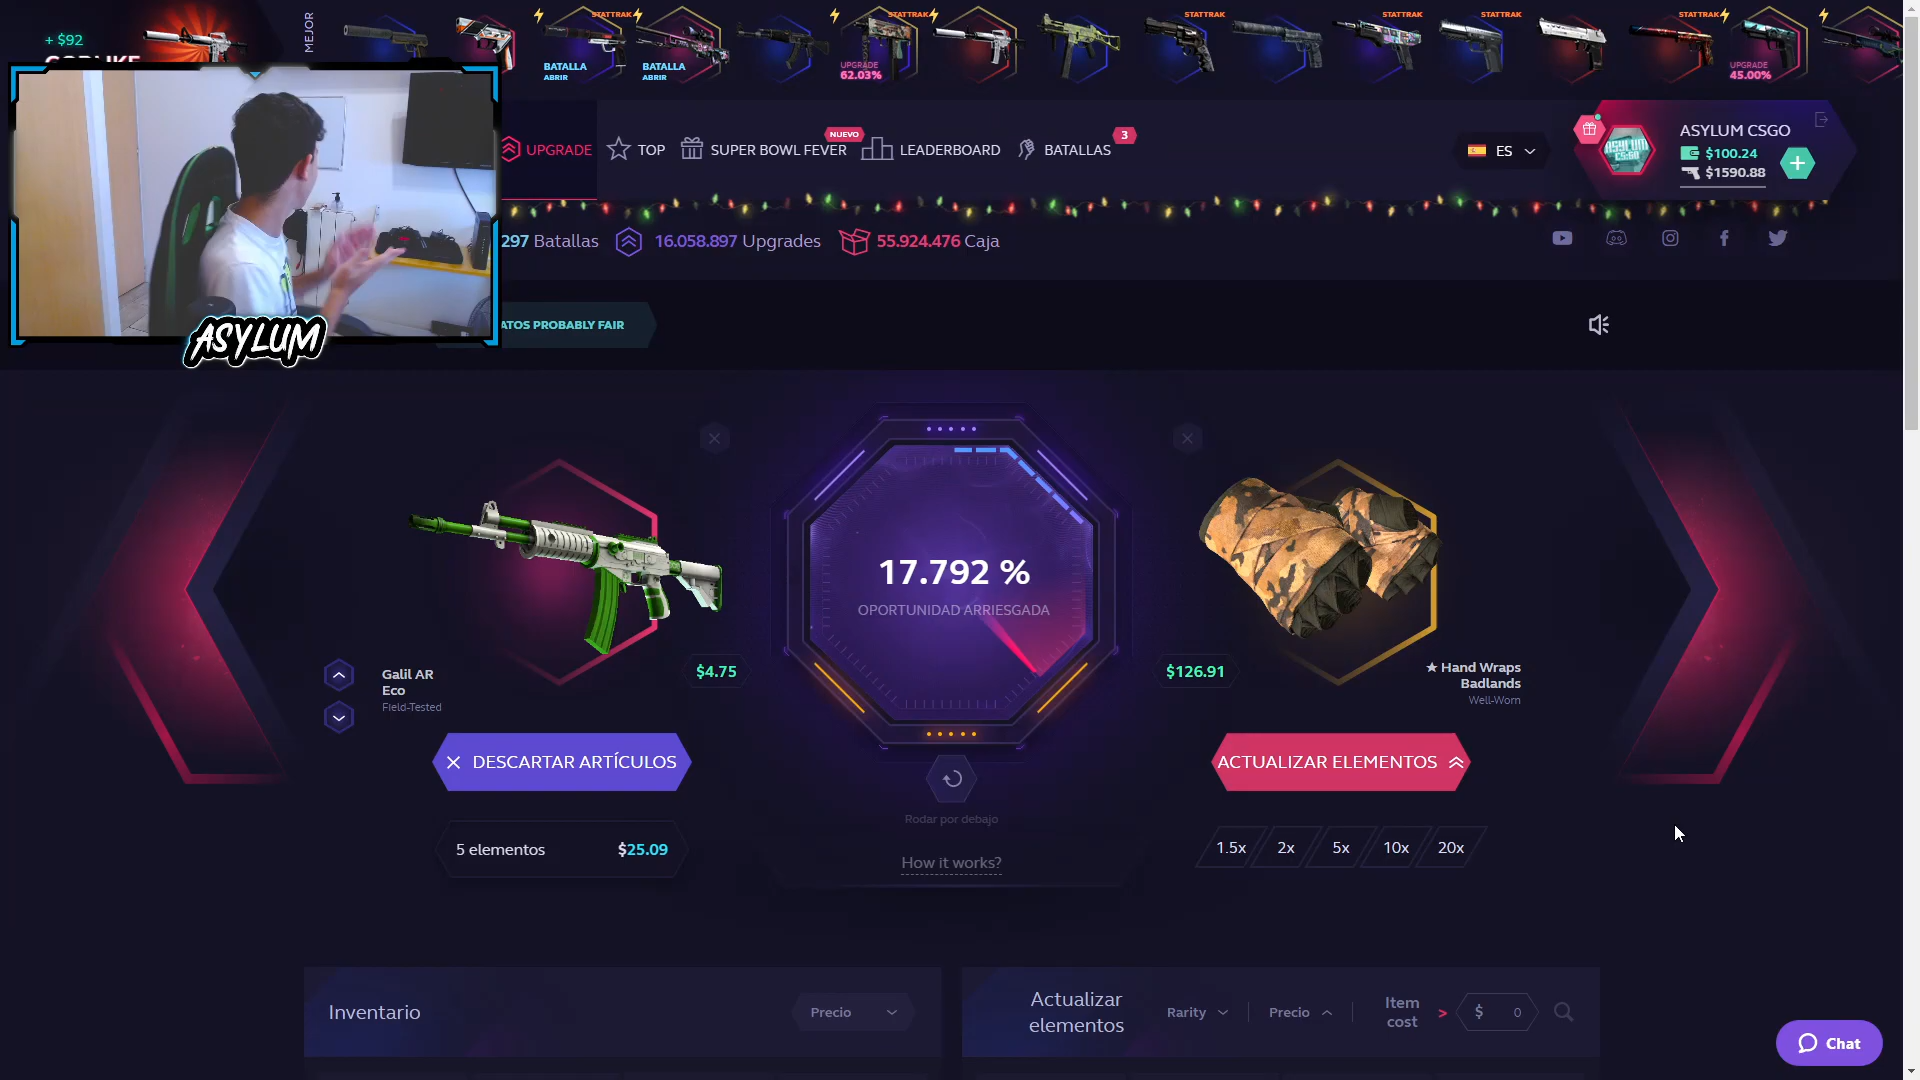 + $92
MEJOR
BATALLA
ABRIR
STATTRAK
BATALLA
ABRIR
STATTRAK
UPGRADE
62.03%
STATTRAK
STATTRAK
STATTRAK
STATTRAK
UPGRADE
45.00%
UPGRADE
TOP
SUPER BOWL FEVER
NUEVO
LEADERBOARD
BATALLAS
3
ES
ASYLUM CSGO
$100.24
$1590.88
297 Batallas
16.058.897 Upgrades
55.924.476 Caja
ASYLUM
ATOS PROBABLY FAIR
17.792 %
OPORTUNIDAD ARRIESGADA
Galil AR
Eco
Field-Tested
$4.75
$126.91
★ Hand Wraps
Badlands
Well-Worn
DESCARTAR ARTÍCULOS
ACTUALIZAR ELEMENTOS
Rodar por debajo
5 elementos
$25.09
How it works?
1.5x
2x
5x
10x
20x
Inventario
Precio
Actualizar
elementos
Rarity
Precio
Item
cost
>
$ 0
Chat